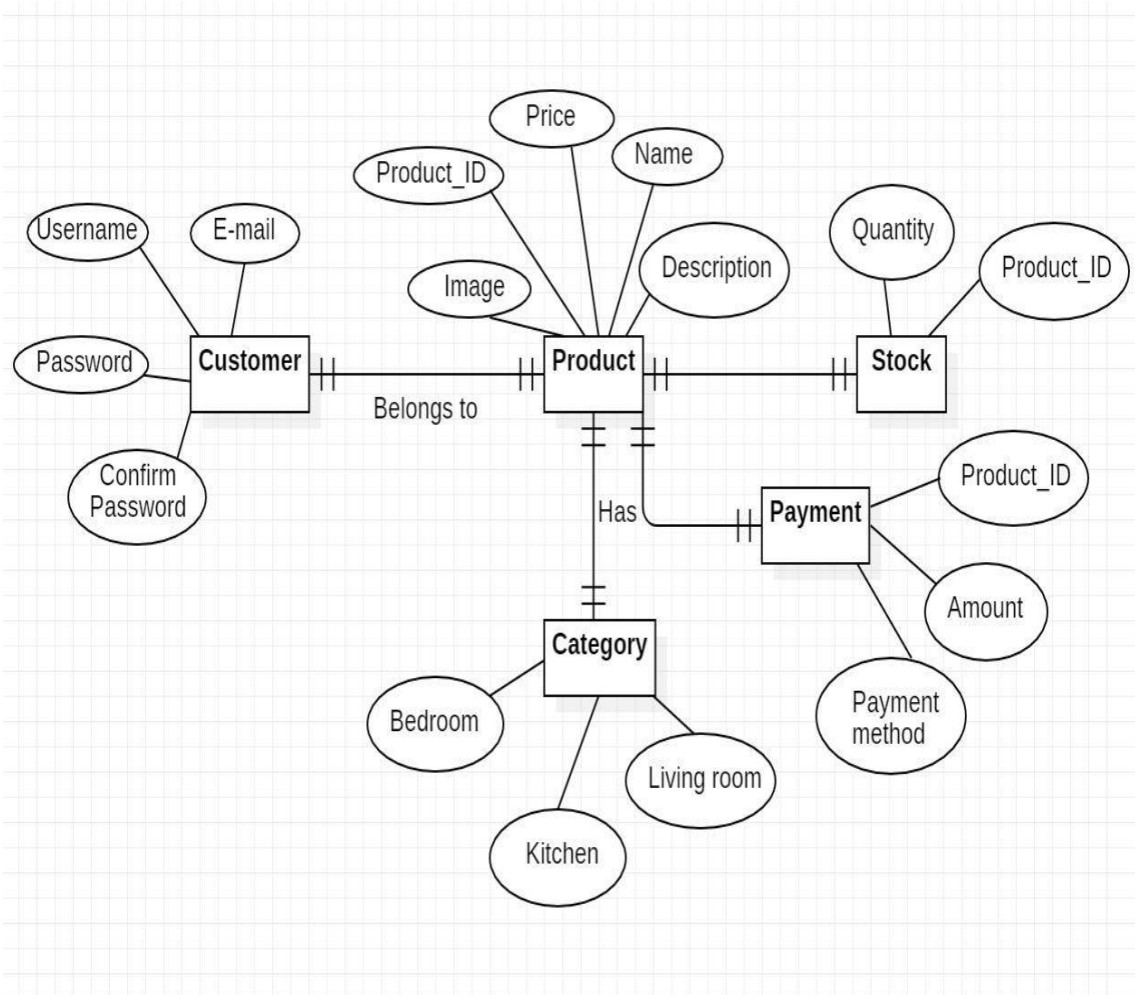 Price
Name
Product_ID
Username
E-mail
Quantity
Product_ID
Description
Image
Password
Customer
Product
Stock
Belongs to
Confirm
Password
Product_ID
Has
Payment
Amount
Category
Bedroom
Payment
method
Living room
Kitchen